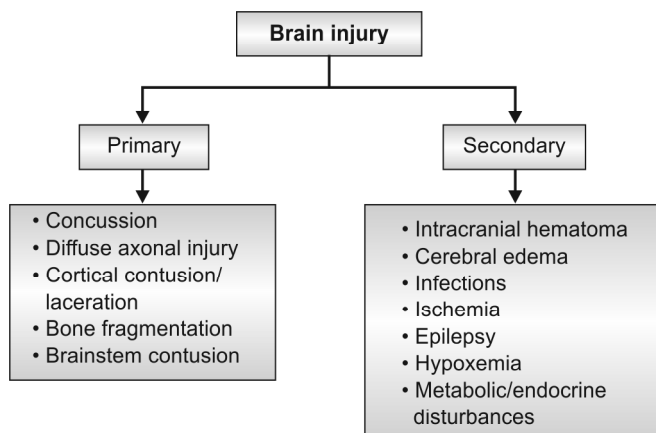 Brain injury
Primary
Secondary
• Concussion
• Diffuse axonal injury
• Cortical contusion/
laceration
• Bone fragmentation
• Brainstem contusion
• Intracranial hematoma
• Cerebral edema
• Infections
• Ischemia
• Epilepsy
• Hypoxemia
• Metabolic/endocrine
disturbances